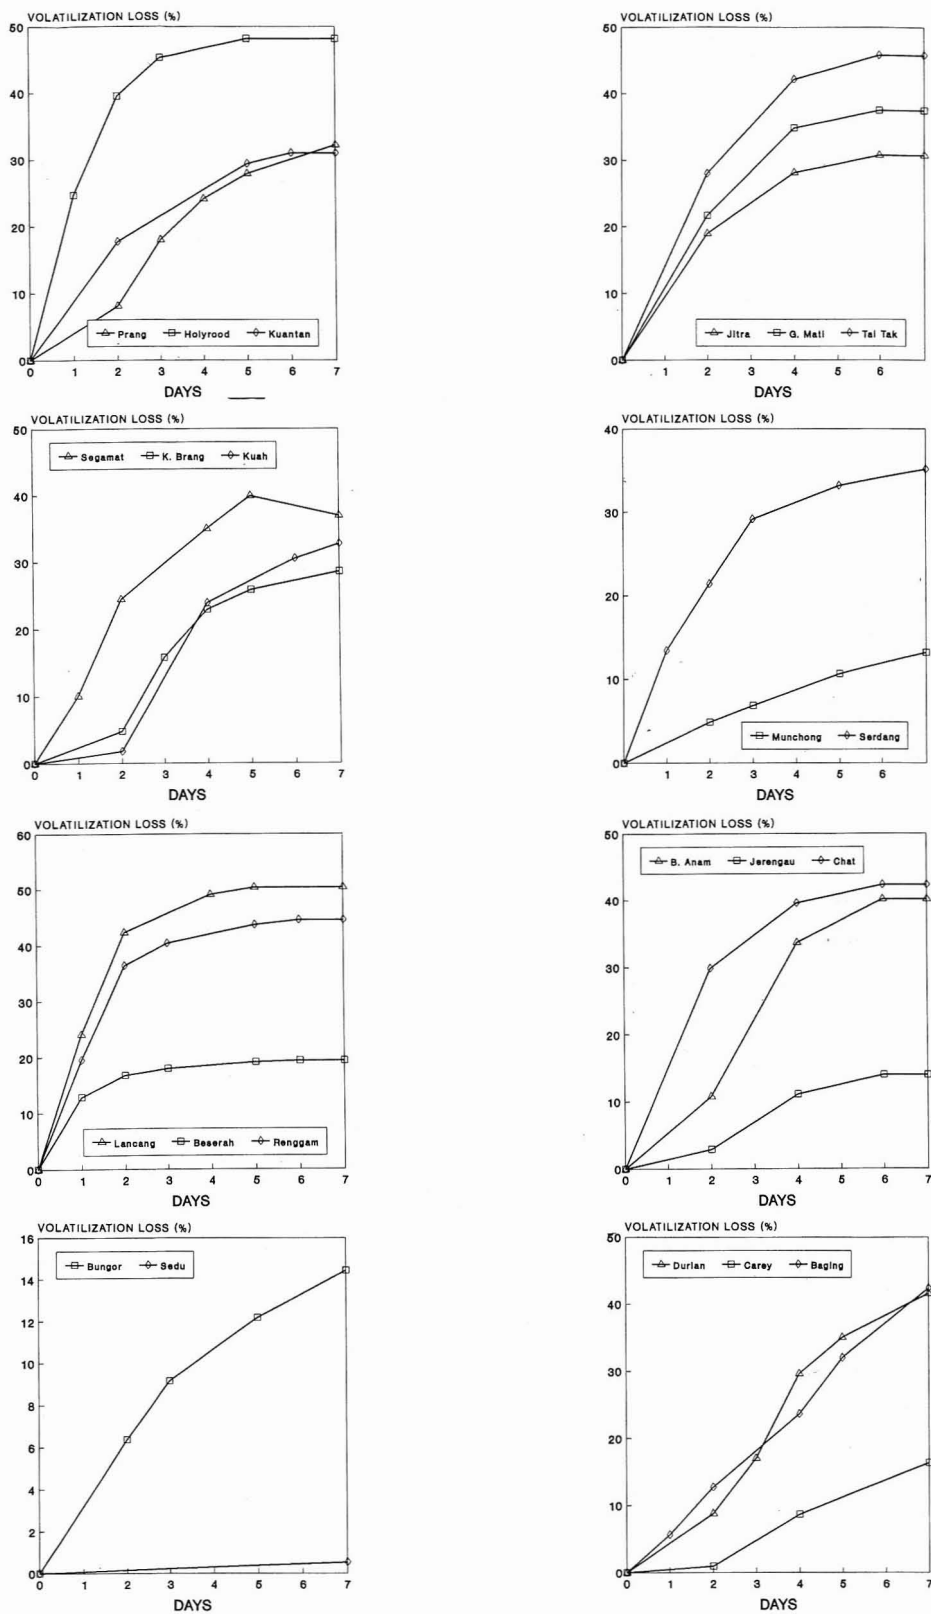 VOLATILIZATION LOSS (%)
50
40
30
20
10
0
Prang Holyrood Kuantan
0 1 2 3 4 5 6 7
DAYS
VOLATILIZATION LOSS (%)
50
40
30
20
10
0
Jitra G. Mati Tai Tak
1 2 3 4 5 6
DAYS
VOLATILIZATION LOSS (%)
50
Segamat K. Brang Kuah
40
30
20
10
0
0 1 2 3 4 5 6 7
DAYS
VOLATILIZATION LOSS (%)
40
30
20
10
0
Munchong Serdang
1 2 3 4 5 6
DAYS
VOLATILIZATION LOSS (%)
60
50
40
30
20
10
0
Lancang Beserah Renggam
0 1 2 3 4 5 6 7
DAYS
VOLATILIZATION LOSS (%)
50
B. Anam Jerengau Chat
40
30
20
10
0
0 1 2 3 4 5 6 7
DAYS
VOLATILIZATION LOSS (%)
16
Bungor Sedu
14
12
10
8
6
4
2
0
0 1 2 3 4 5 6 7
DAYS
VOLATILIZATION LOSS (%)
50
Durian Carey Baging
40
30
20
10
0
0 1 2 3 4 5 6 7
DAYS